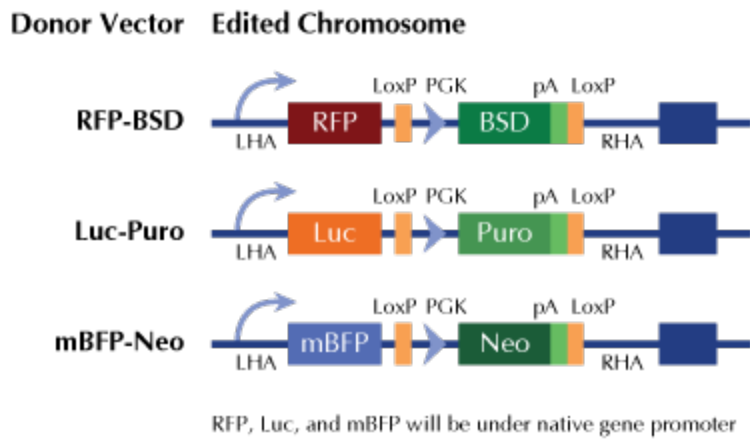 Donor Vector Edited Chromosome
LoxP PGK pA LoxP
RFP-BSD RFP BSD
LHA RHA
LoxP PGK pA LoxP
Luc-Puro Luc Puro
LHA RHA
LoxP PGK pA LoxP
mBFP-Neo mBFP Neo
LHA RHA
RFP, Luc, and mBFP will be under native gene promoter